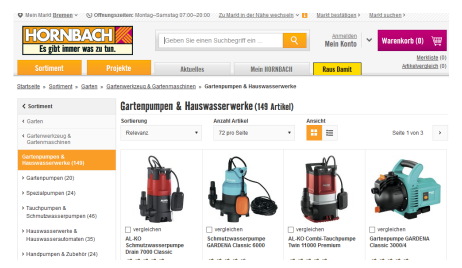 Mein Markt Bremen
Öffnungszeiten: Montag–Samstag 07:00–20:00
Zu Markt in der Nähe wechseln
Markt bestätigen
Markt suchen
HORNBACH
Es gibt immer was zu tun.
Geben Sie einen Suchbegriff ein ...
Anmelden
Mein Konto
Warenkorb (0)
Merkliste (0)
Artikelvergleich (0)
Sortiment
Projekte
Aktuelles
Mein HORNBACH
Raus Damit
Startseite » Sortiment » Garten » Gartenwerkzeug & Gartenmaschinen » Gartenpumpen & Hauswasserwerke
Sortiment
Garten
Gartenwerkzeug &
Gartenmaschinen
Gartenpumpen &
Hauswasserwerke (149)
Gartenpumpen (20)
Spezialpumpen (24)
Tauchpumpen &
Schmutzwasserpumpen (46)
Hauswasserwerke &
Hauswasserautomaten (35)
Handpumpen & Zubehör (24)
Gartenpumpen & Hauswasserwerke (149 Artikel)
Sortierung
Anzahl Artikel
Ansicht
Relevanz
72 pro Seite
Seite 1 von 3
vergleichen
AL-KO
Schmutzwasserpumpe
Drain 7000 Classic
vergleichen
Schmutzwasserpumpe
GARDENA Classic 6000
vergleichen
AL-KO Combi-Tauchpumpe
Twin 11000 Premium
vergleichen
Gartenpumpe GARDENA
Classic 3000/4